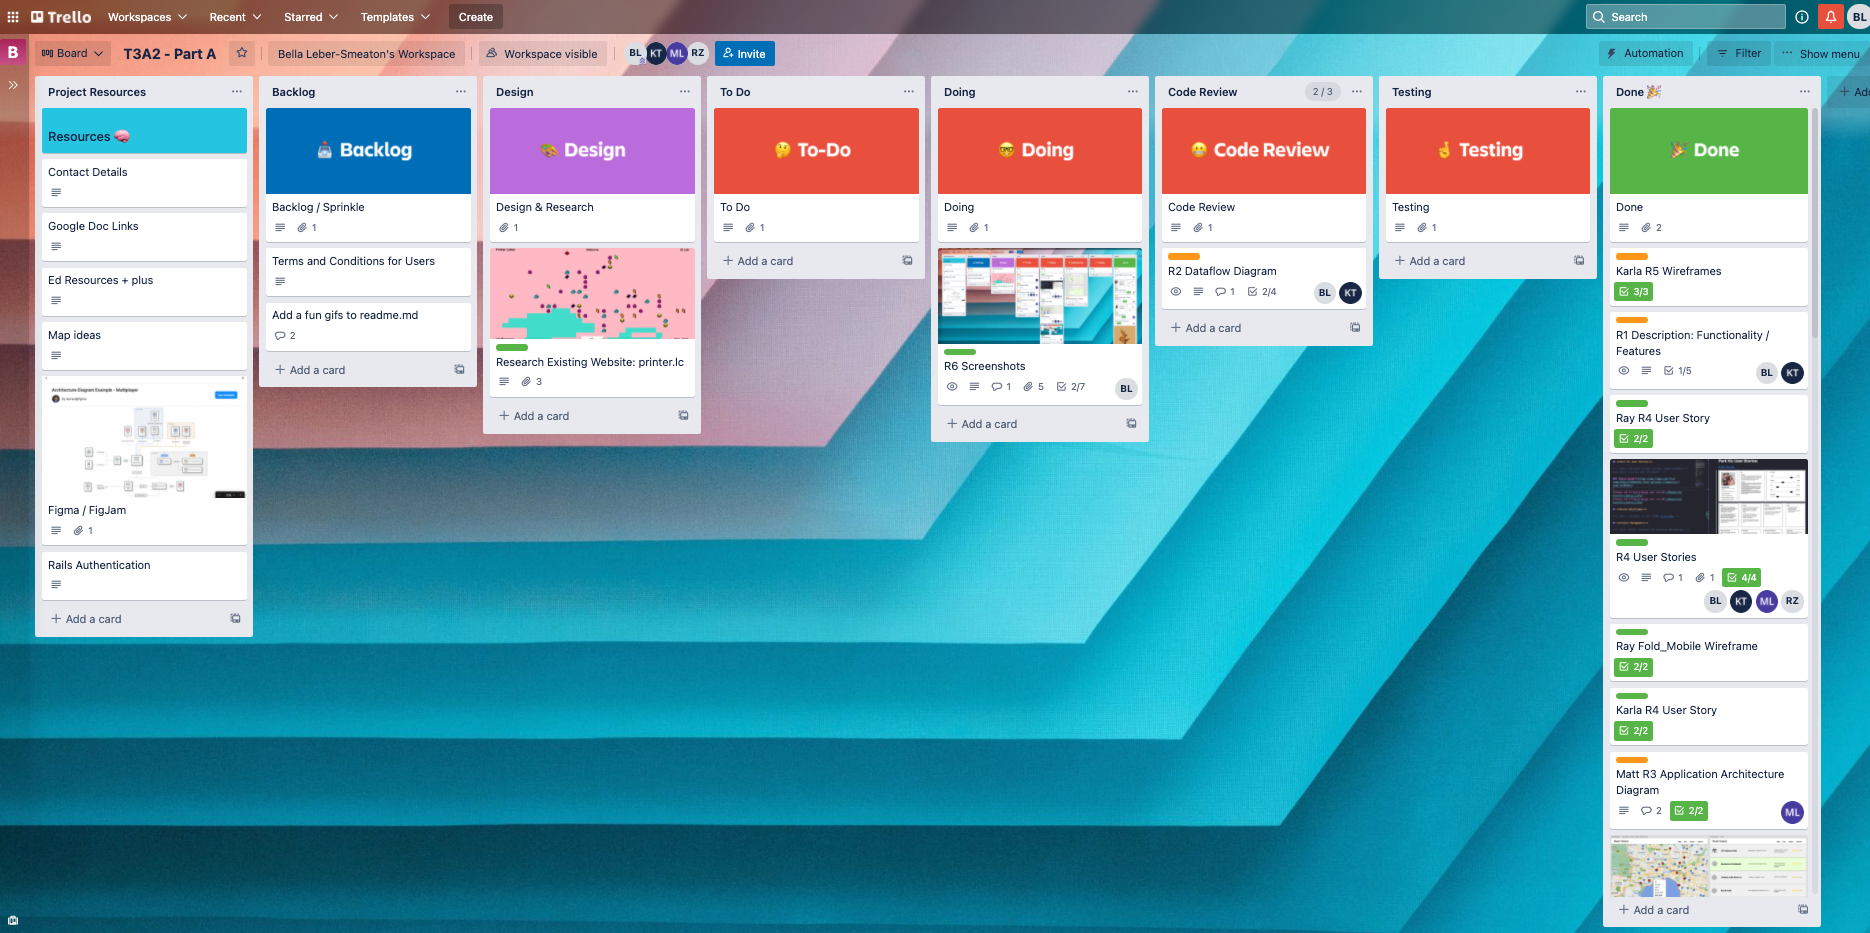 Trello
Workspaces
Recent
Starred
Templates
Create
Search
BL
B
Board
T3A2 - Part A
Bella Leber-Smeaton's Workspace
Workspace visible
BL
KT
ML
RZ
Invite
Automation
Filter
Show menu
Project Resources
Resources
Contact Details
Google Doc Links
Ed Resources + plus
Map ideas
Architecture Diagram Example - Multiplayer
Figma / FigJam
1
Rails Authentication
+ Add a card
Backlog
Backlog
Backlog / Sprinkle
1
Terms and Conditions for Users
Add a fun gifs to readme.md
2
+ Add a card
Design
Design
Design & Research
1
Research Existing Website: printer.lc
3
+ Add a card
To Do
To-Do
To Do
1
+ Add a card
Doing
Doing
Doing
1
R6 Screenshots
1
5
2/7
BL
+ Add a card
Code Review
2 / 3
Code Review
Code Review
1
R2 Dataflow Diagram
1
2/4
BL
KT
+ Add a card
Testing
Testing
Testing
1
+ Add a card
Done
Done
Done
2
Karla R5 Wireframes
3/3
R1 Description: Functionality /
Features
1/5
BL
KT
Ray R4 User Story
2/2
R4 User Stories
1
1
4/4
BL
KT
ML
RZ
Ray Fold_Mobile Wireframe
2/2
Karla R4 User Story
2/2
Matt R3 Application Architecture
Diagram
2
2/2
ML
+ Add a card